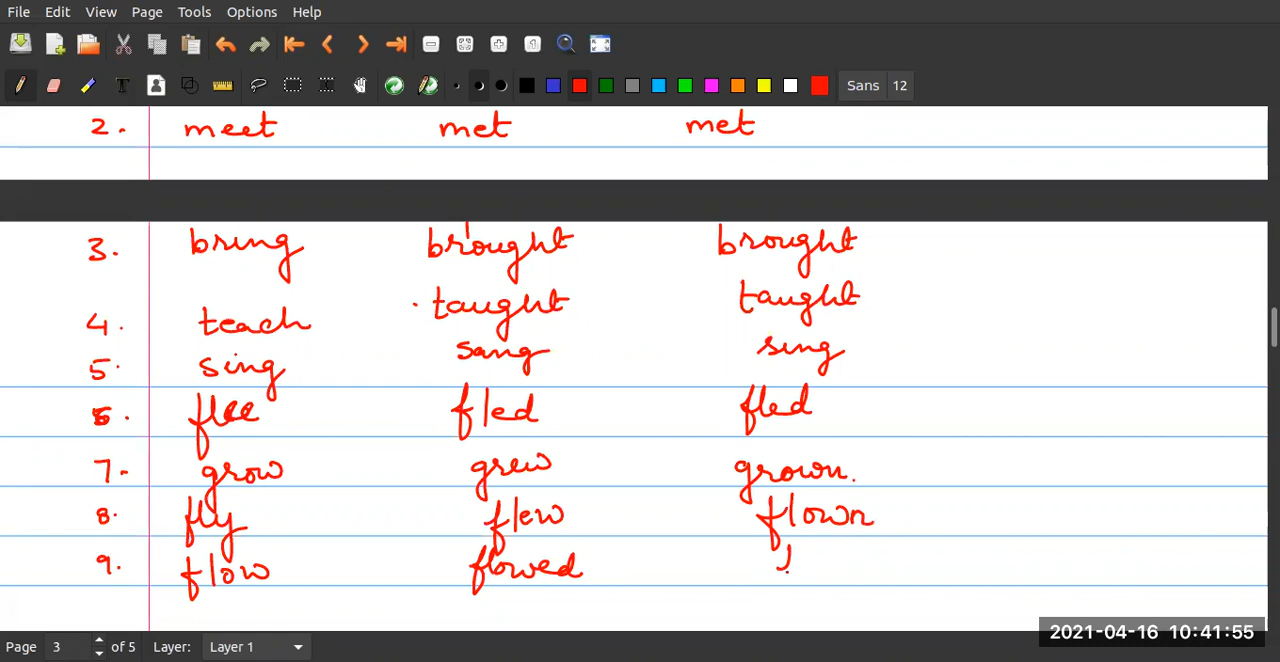 File Edit View Page Tools Options Help
Sans 12
2. meet met met
3. bring brought brought
4. teach taught taught
5. sing sang sing
6. flee fled fled
7. grow grew grown.
8. fly flew flown
9. flow flowed
Page 3 of 5 Layer: Layer 1
2021-04-16 10:41:55